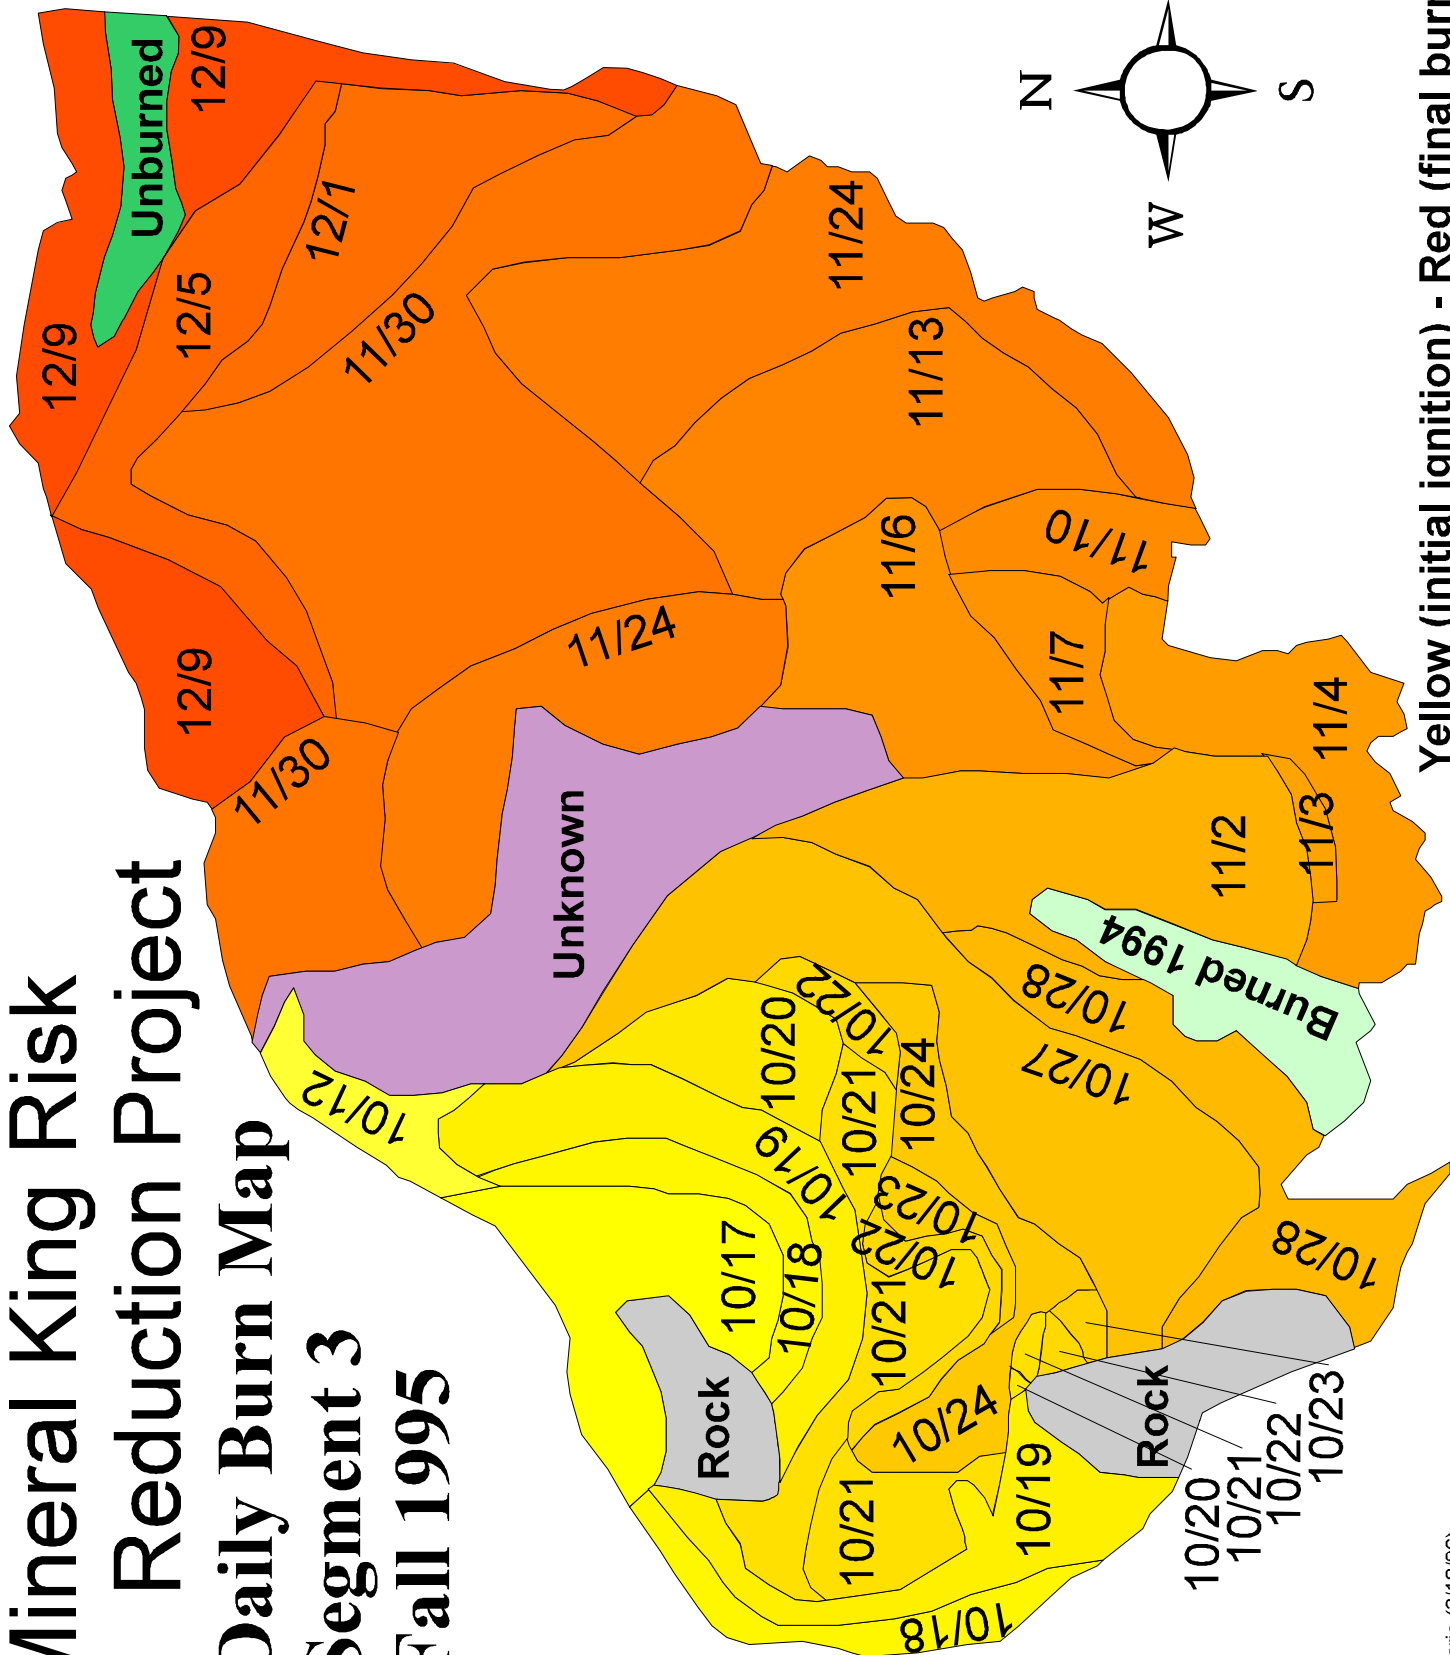 Mineral King Risk
Reduction Project
Daily Burn Map
Segment 3
Fall 1995
12/9
Unburned
12/9
12/5
12/1
11/30
12/9
11/30
11/24
11/24
11/13
11/10
11/6
11/7
11/4
11/3
11/2
Unknown
Burned 1994
10/28
10/27
10/28
10/12
10/20
10/22
10/21
10/24
10/19
10/23
10/22
10/17
10/18
10/21
10/24
Rock
10/21
10/19
10/18
Rock
10/20
10/21
10/22
10/23
N
S
W
Yellow (initial ignition) - Red (final burn